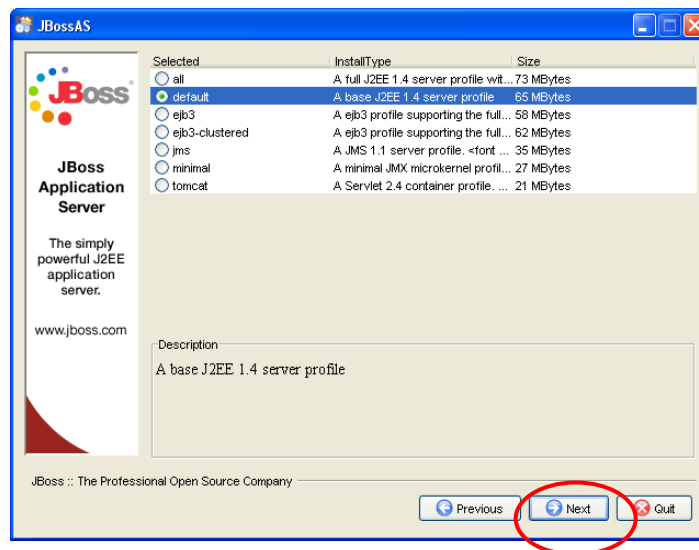 JBossAS
JBoss
JBoss
Application
Server
The simply
powerful J2EE
application
server.
www.jboss.com
Selected InstallType Size
all A full J2EE 1.4 server profile wit... 73 MBytes
default A base J2EE 1.4 server profile 65 MBytes
ejb3 A ejb3 profile supporting the full... 58 MBytes
ejb3-clustered A ejb3 profile supporting the full... 62 MBytes
jms A JMS 1.1 server profile. <font ... 35 MBytes
minimal A minimal JMX microkernel profil... 27 MBytes
tomcat A Servlet 2.4 container profile. ... 21 MBytes
Description
A base J2EE 1.4 server profile
JBoss :: The Professional Open Source Company
Previous Next Quit